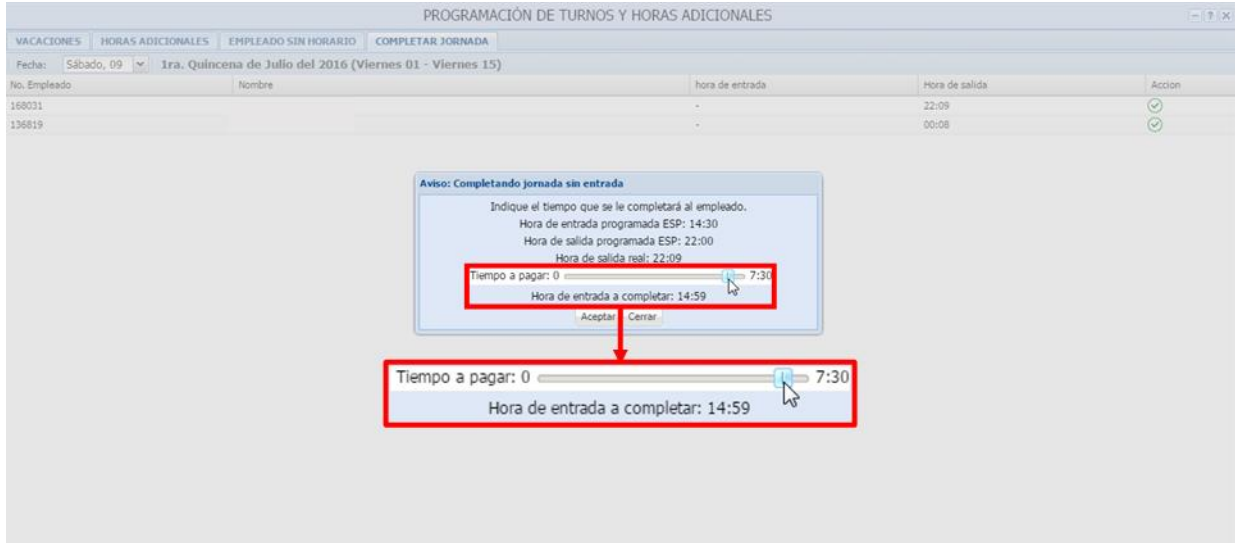 PROGRAMACIÓN DE TURNOS Y HORAS ADICIONALES
VACACIONES HORAS ADICIONALES EMPLEADO SIN HORARIO COMPLETAR JORNADA
Fecha: Sábado, 09 1ra. Quincena de Julio del 2016 (Viernes 01 - Viernes 15)
No. Empleado Nombre hora de entrada Hora de salida Accion
168031 - 22:09
136819 - 00:08
Aviso: Completando jornada sin entrada
Indique el tiempo que se le completará al empleado.
Hora de entrada programada ESP: 14:30
Hora de salida programada ESP: 22:00
Hora de salida real: 22:09
Tiempo a pagar: 0 7:30
Hora de entrada a completar: 14:59
Aceptar Cerrar
Tiempo a pagar: 0 7:30
Hora de entrada a completar: 14:59